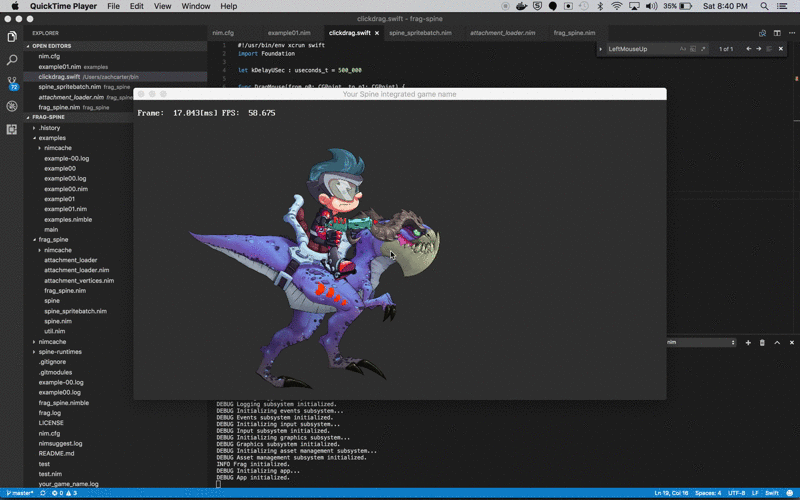 QuickTime Player File Edit View Window Help 35% Sat 8:40 PM
clickdrag.swift — frag-spine
EXPLORER
nim.cfg example01.nim clickdrag.swift spine_spritebatch.nim attachment_loader.nim frag_spine.nim
OPEN EDITORS
nim.cfg
example01.nim examples
clickdrag.swift /Users/zachcarter/bin
spine_spritebatch.nim frag_spine
attachment_loader.nim frag_spine
frag_spine.nim frag_spine
72
#!/usr/bin/env xcrun swift
import Foundation
let kDelayUSec : useconds_t = 500_000
func DragMouse(from p0: CGPoint, to p1: CGPoint) {
LeftMouseUp 1 of 1
Your Spine Integrated game name
Frame: 17.043[ms] FPS: 58.675
FRAG-SPINE
.history
examples
nimcache
example-00.log
example00
example00.log
example00.nim
example01
example01.nim
examples.nimble
main
frag_spine
nimcache
attachment_loader
attachment_loader.nim
attachment_vertices.nim
frag_spine.nim
spine
spine_spritebatch.nim
spine.nim
util.nim
nimcache
spine-runtimes
.gitignore
.gitmodules
example-00.log
example00.log
frag_spine.nimble
frag.log
LICENSE
nim.cfg
nimsuggest.log
README.md
test
test.nim
your_game_name.log
nim
DEBUG Logging subsystem initialized.
DEBUG Initializing events subsystem...
DEBUG Events subsystem initialized.
DEBUG Initializing input subsystem...
DEBUG Input subsystem initialized.
DEBUG Initializing graphics subsystem...
DEBUG Graphics subsystem initialized.
DEBUG Initializing asset management subsystem...
DEBUG Asset management subsystem initialized.
INFO Frag initialized.
DEBUG Initializing app...
DEBUG App initialized.
master* 0 3 Ln 19, Col 16 Spaces: 4 UTF-8 LF Swift